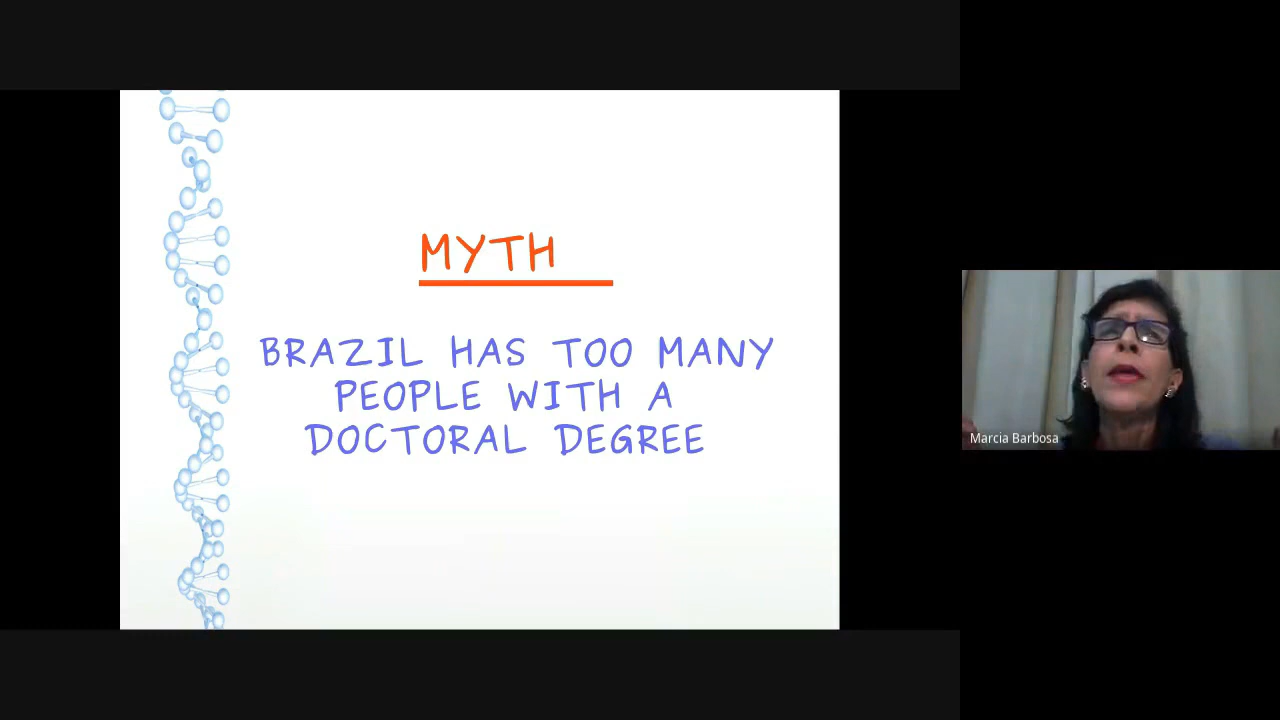 MYTH
BRAZIL HAS TOO MANY
PEOPLE WITH A
DOCTORAL DEGREE
Marcia Barbosa